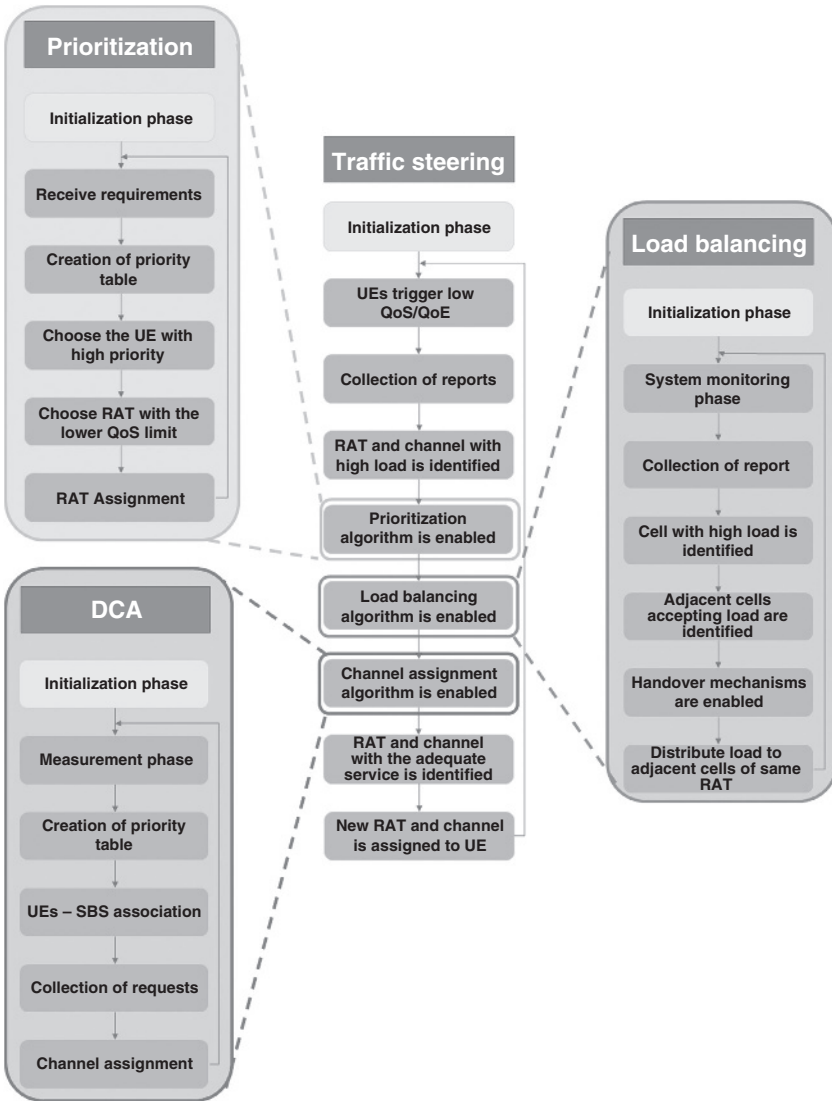 Prioritization
Initialization phase
Receive requirements
Creation of priority
table
Choose the UE with
high priority
Choose RAT with the
lower QoS limit
RAT Assignment
DCA
Initialization phase
Measurement phase
Creation of priority
table
UEs – SBS association
Collection of requests
Channel assignment
Traffic steering
Initialization phase
UEs trigger low
QoS/QoE
Collection of reports
RAT and channel with
high load is identified
Prioritization
algorithm is enabled
Load balancing
algorithm is enabled
Channel assignment
algorithm is enabled
RAT and channel
with the adequate
service is identified
New RAT and channel
is assigned to UE
Load balancing
Initialization phase
System monitoring
phase
Collection of report
Cell with high load is
identified
Adjacent cells
accepting load are
identified
Handover mechanisms
are enabled
Distribute load to
adjacent cells of same
RAT